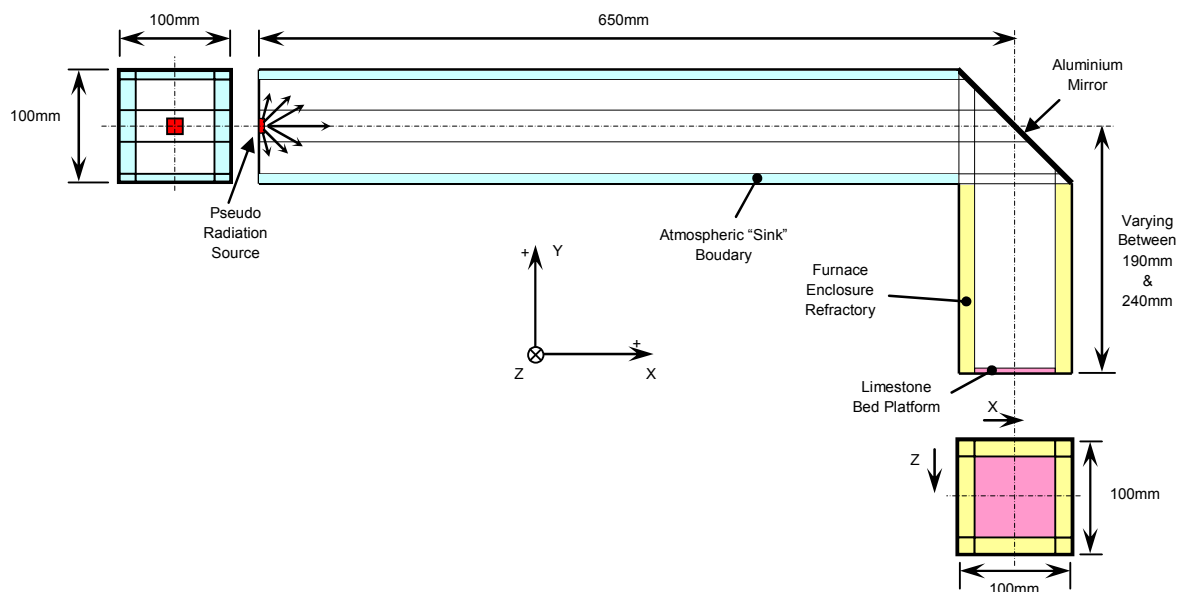 100mm
650mm
Aluminium
Mirror
100mm
Pseudo
Radiation
Source
Atmospheric “Sink”
Boudary
Furnace
Enclosure
Refractory
Varying
Between
190mm
&
240mm
+ Y
+
Z
X
Limestone
Bed Platform
X
Z
100mm
100mm